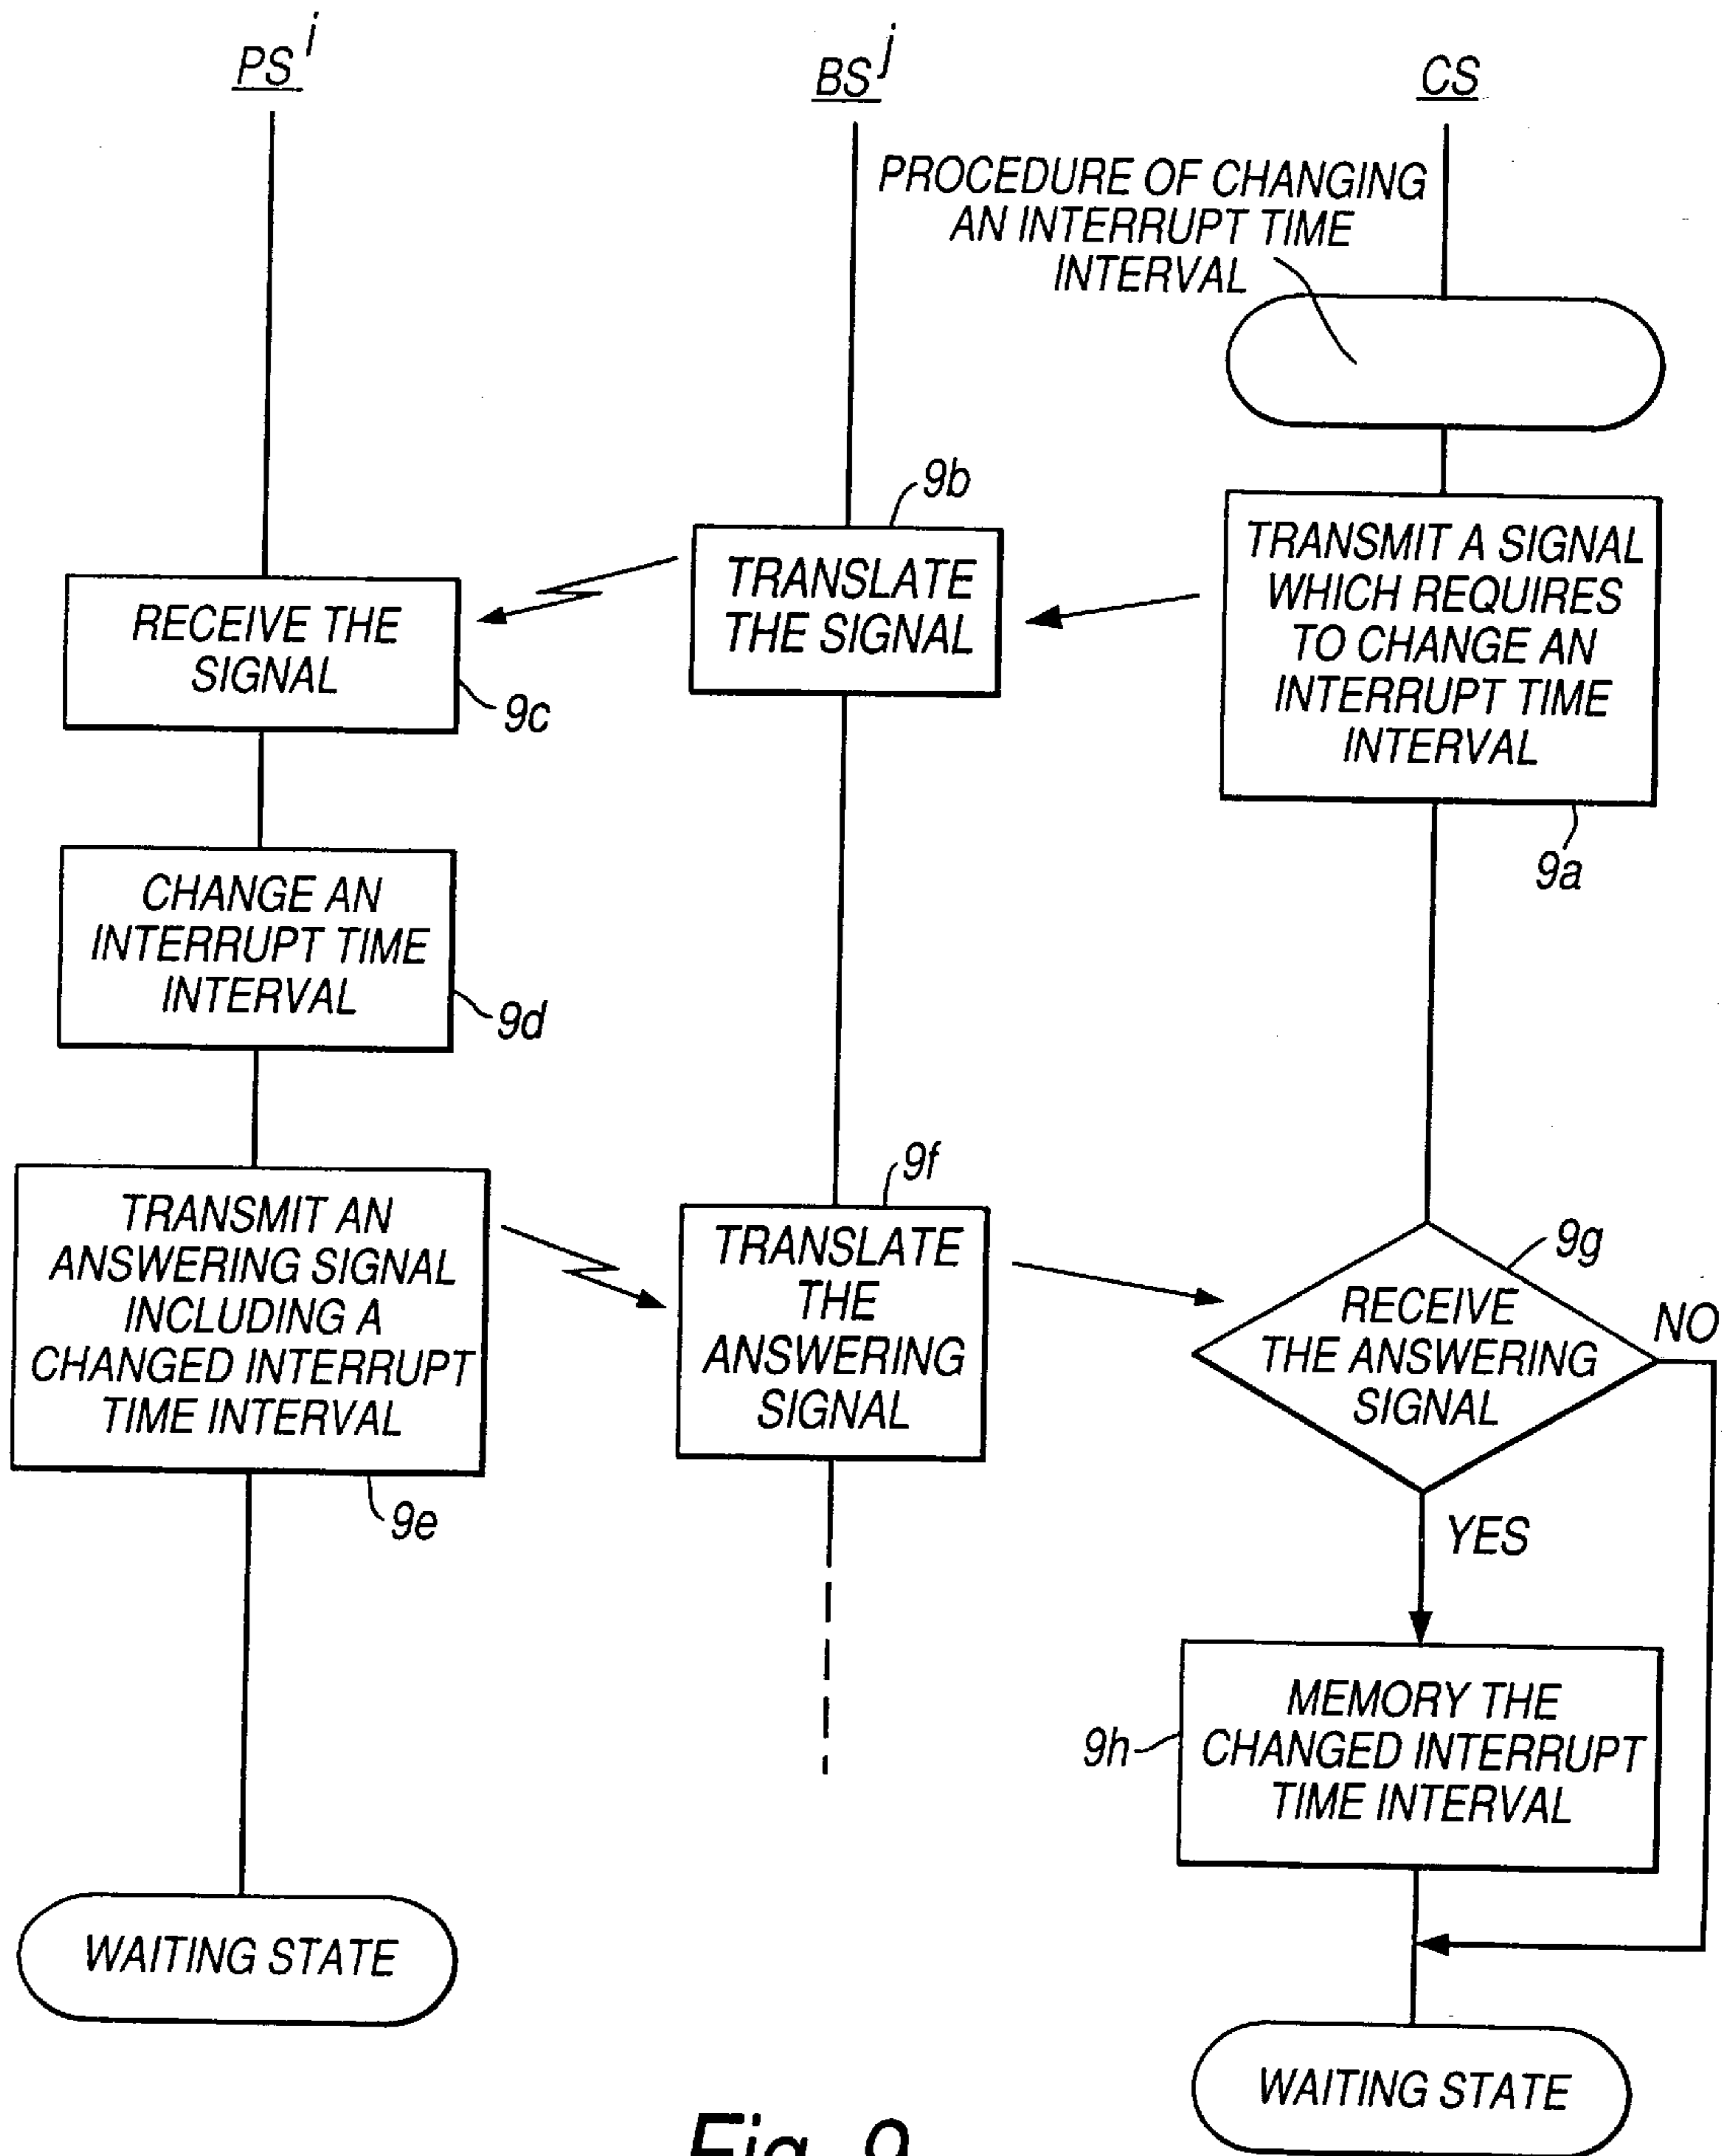 PS i
BS j
CS
PROCEDURE OF CHANGING
AN INTERRUPT TIME
INTERVAL
9b
TRANSLATE
THE SIGNAL
TRANSMIT A SIGNAL
WHICH REQUIRES
TO CHANGE AN
INTERRUPT TIME
INTERVAL
9a
RECEIVE THE
SIGNAL
9c
CHANGE AN
INTERRUPT TIME
INTERVAL
9d
TRANSMIT AN
ANSWERING SIGNAL
INCLUDING A
CHANGED INTERRUPT
TIME INTERVAL
9e
9f
TRANSLATE
THE
ANSWERING
SIGNAL
9g
RECEIVE
THE ANSWERING
SIGNAL
NO
YES
9h
MEMORY THE
CHANGED INTERRUPT
TIME INTERVAL
WAITING STATE
WAITING STATE
Fig. 9